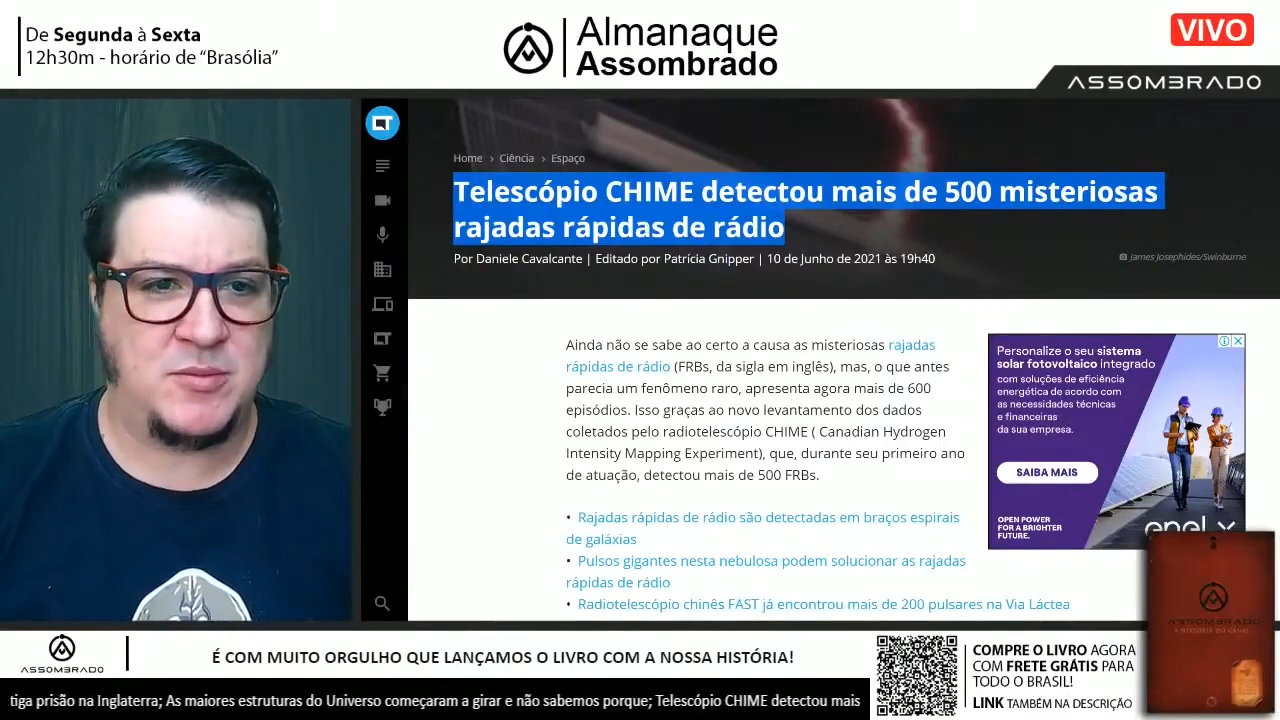 De Segunda à Sexta
12h30m - horário de “Brasólia”
Almanaque
Assombrado
VIVO
ASSOMBRADO
Home › Ciência › Espaço
Telescópio CHIME detectou mais de 500 misteriosas
rajadas rápidas de rádio
Por Daniele Cavalcante | Editado por Patrícia Gnipper | 10 de Junho de 2021 às 19h40
James Josephides/Swinburne
Ainda não se sabe ao certo a causa as misteriosas rajadas
rápidas de rádio (FRBs, da sigla em inglês), mas, o que antes
parecia um fenômeno raro, apresenta agora mais de 600
episódios. Isso graças ao novo levantamento dos dados
coletados pelo radiotelescópio CHIME ( Canadian Hydrogen
Intensity Mapping Experiment), que, durante seu primeiro ano
de atuação, detectou mais de 500 FRBs.
• Rajadas rápidas de rádio são detectadas em braços espirais
de galáxias
• Pulsos gigantes nesta nebulosa podem solucionar as rajadas
rápidas de rádio
• Radiotelescópio chinês FAST já encontrou mais de 200 pulsares na Via Láctea
Personalize o seu sistema
solar fotovoltaico integrado
com soluções de eficiência
energética de acordo com
as necessidades técnicas
e financeiras
da sua empresa.
SAIBA MAIS
OPEN POWER
FOR A BRIGHTER
FUTURE.
enel x
ASSOMBRADO
A HISTÓRIA DO CANAL
ASSOMBRADO
É COM MUITO ORGULHO QUE LANÇAMOS O LIVRO COM A NOSSA HISTÓRIA!
COMPRE O LIVRO AGORA
COM FRETE GRÁTIS PARA
TODO O BRASIL!
LINK TAMBÉM NA DESCRIÇÃO
tiga prisão na Inglaterra; As maiores estruturas do Universo começaram a girar e não sabemos porque; Telescópio CHIME detectou mais